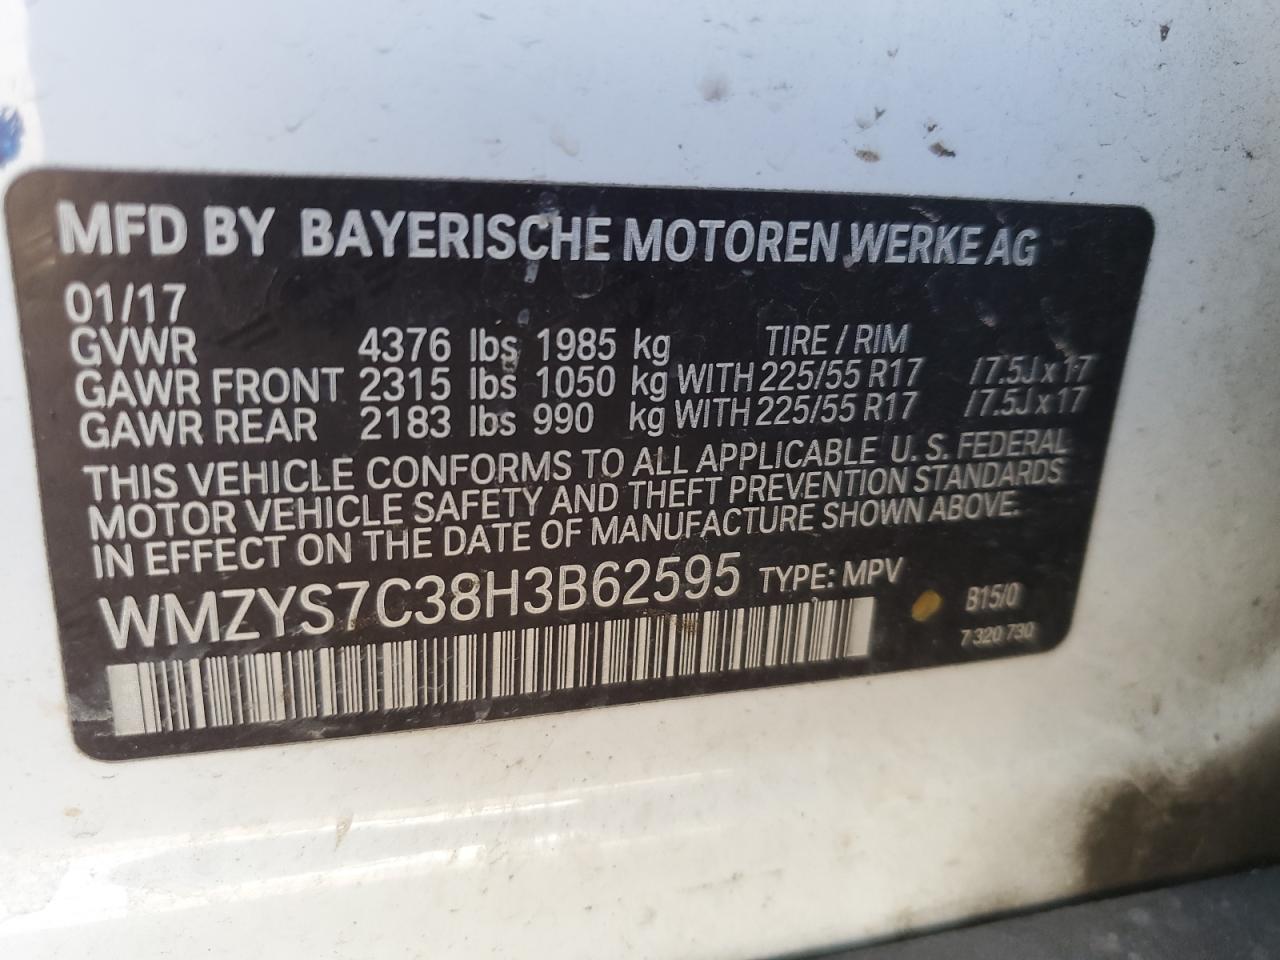 MFD BY BAYERISCHE MOTOREN WERKE AG
01/17
GVWR 4376 lbs 1985 kg TIRE / RIM
GAWR FRONT 2315 lbs 1050 kg WITH 225/55 R17 / 7.5J x 17
GAWR REAR 2183 lbs 990 kg WITH 225/55 R17 / 7.5J x 17
THIS VEHICLE CONFORMS TO ALL APPLICABLE U. S. FEDERAL
MOTOR VEHICLE SAFETY AND THEFT PREVENTION STANDARDS
IN EFFECT ON THE DATE OF MANUFACTURE SHOWN ABOVE.
WMZYS7C38H3B62595 TYPE: MPV B15/0
7 320 730